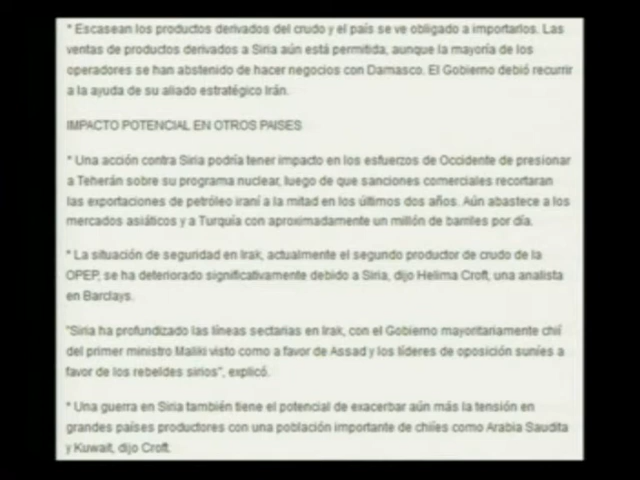 * Escasean los productos derivados del crudo y el país se ve obligado a importarlos. Las
ventas de productos derivados a Siria aún está permitida, aunque la mayoría de los
operadores se han abstenido de hacer negocios con Damasco. El Gobierno debió recurrir
a la ayuda de su aliado estratégico Irán.
IMPACTO POTENCIAL EN OTROS PAISES
* Una acción contra Siria podría tener impacto en los esfuerzos de Occidente de presionar
a Teherán sobre su programa nuclear, luego de que sanciones comerciales recortaran
las exportaciones de petróleo iraní a la mitad en los últimos dos años. Aún abastece a los
mercados asiáticos y a Turquía con aproximadamente un millón de barriles por día.
* La situación de seguridad en Irak, actualmente el segundo productor de crudo de la
OPEP, se ha deteriorado significativamente debido a Siria, dijo Helima Croft, una analista
en Barclays.
"Siria ha profundizado las líneas sectarias en Irak, con el Gobierno mayoritariamente chií
del primer ministro Maliki visto como a favor de Assad y los líderes de oposición suníes a
favor de los rebeldes sirios", explicó.
* Una guerra en Siria también tiene el potencial de exacerbar aún más la tensión en
grandes países productores con una población importante de chiíes como Arabia Saudita
y Kuwait, dijo Croft.